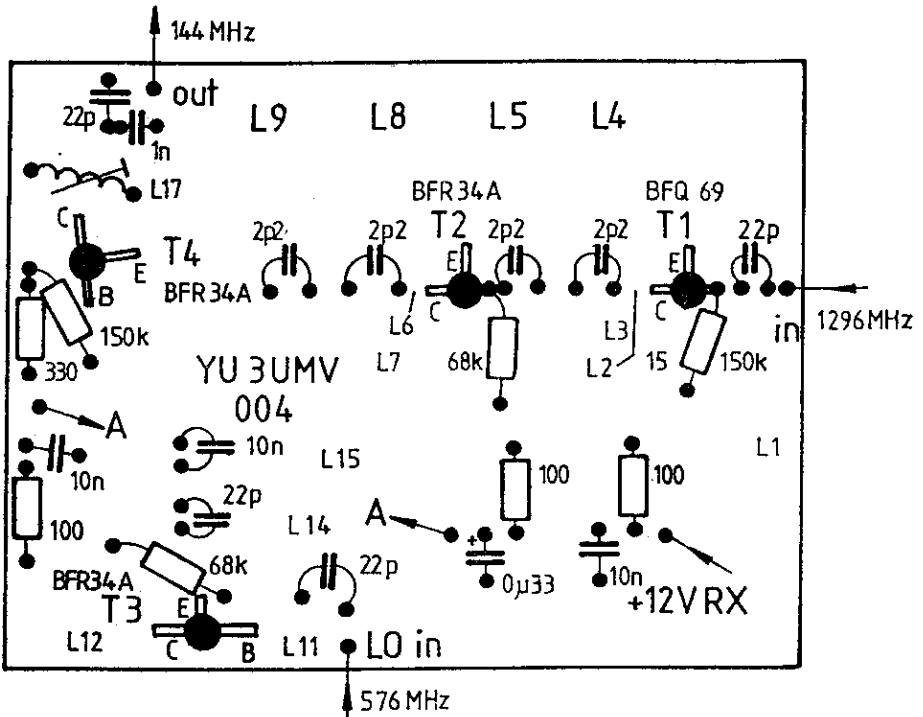 144 MHz
out
22p
1n
L9
L8
L5
L4
L17
BFR34A
BFQ 69
T2
T1
C
T4
E
B
BFR34A
2p2
2p2
E
2p2
2p2
E
22p
C
C
in
1296MHz
L6
L3
L7
L2
68k
15
150k
150k
330
YU 3UMV
004
A
10n
L15
L1
10n
100
100
100
22p
L14
A
+
22p
0µ33
10n
+12V RX
68k
BFR34A
T3
E
L12
C
B
L11
LO in
576 MHz